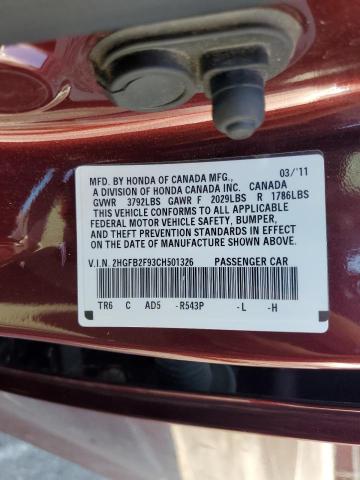 MFD. BY HONDA OF CANADA MFG., 03/'11
A DIVISION OF HONDA CANADA INC. CANADA
GVWR 3792LBS GAWR F 2029LBS R 1786LBS
THIS VEHICLE CONFORMS TO ALL APPLICABLE
FEDERAL MOTOR VEHICLE SAFETY, BUMPER,
AND THEFT PREVENTION STANDARDS IN EFFECT
ON THE DATE OF MANUFACTURE SHOWN ABOVE.
V.I.N. 2HGFB2F93CH501326 PASSENGER CAR
TR6 C AD5 -R543P -L -H